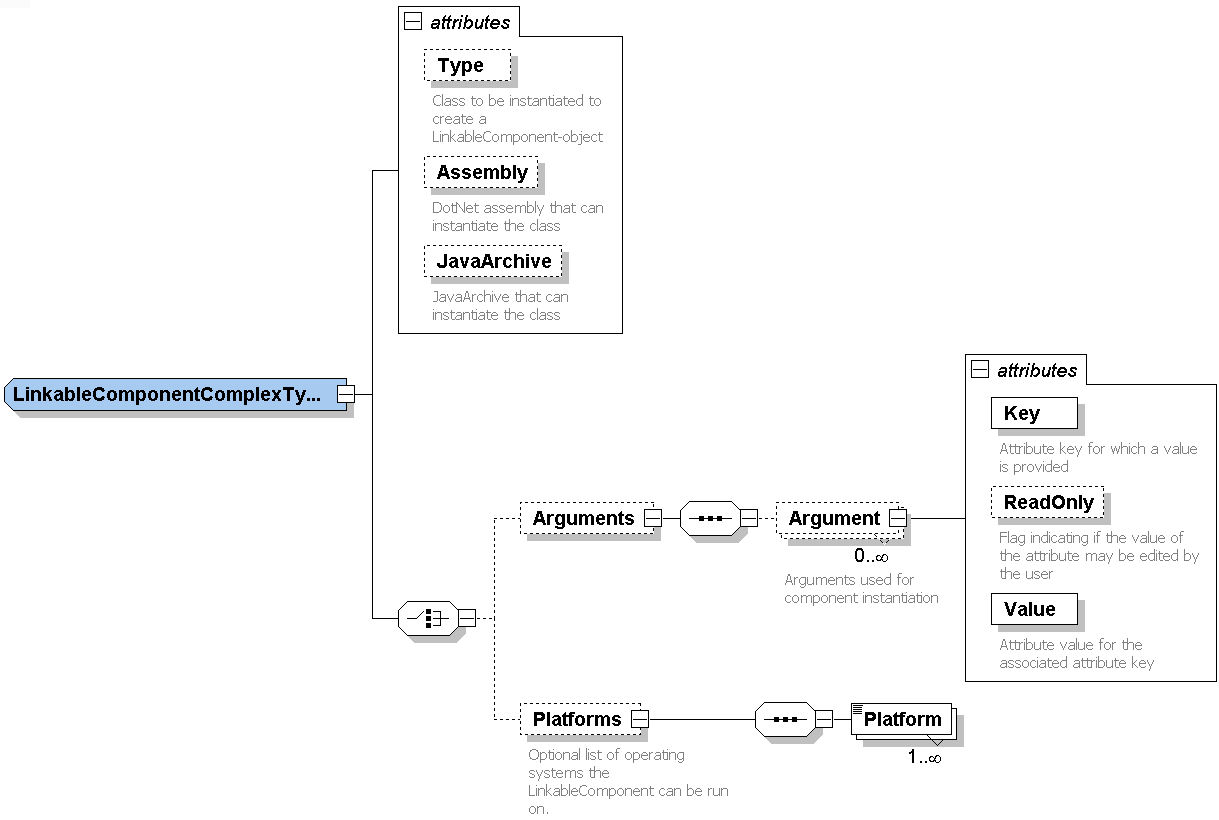 attributes
Type
Class to be instantiated to
create a
LinkableComponent-object
Assembly
DotNet assembly that can
instantiate the class
JavaArchive
JavaArchive that can
instantiate the class
LinkableComponentComplexTy...
attributes
Key
Attribute key for which a value
is provided
ReadOnly
Flag indicating if the value of
the attribute may be edited by
the user
Value
Attribute value for the
associated attribute key
Arguments
Argument
0..∞
Arguments used for
component instantiation
Platforms
Optional list of operating
systems the
LinkableComponent can be run
on.
Platform
1..∞